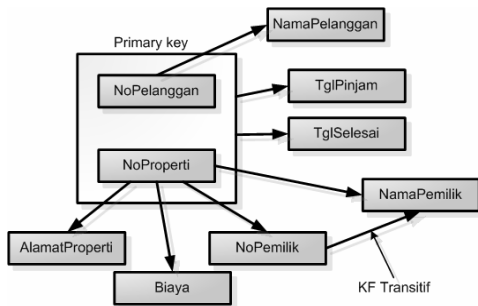 Primary key
NamaPelanggan
NoPelanggan
TglPinjam
TglSelesai
NoProperti
NamaPemilik
AlamatProperti
NoPemilik
Biaya
KF Transitif